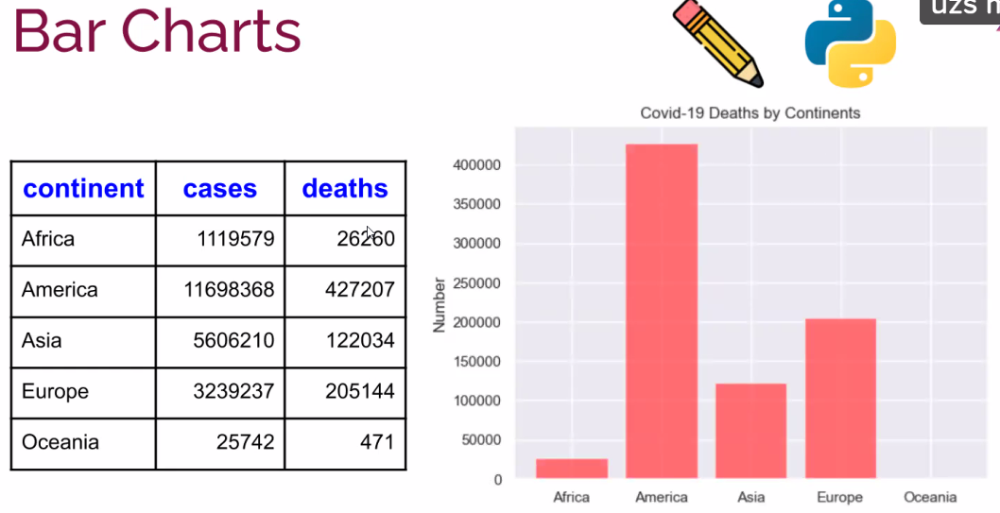 Bar Charts
uzs
continent cases deaths
Africa 1119579 26260
America 11698368 427207
Asia 5606210 122034
Europe 3239237 205144
Oceania 25742 471
Covid-19 Deaths by Continents
Number
400000
350000
300000
250000
200000
150000
100000
50000
0
Africa America Asia Europe Oceania